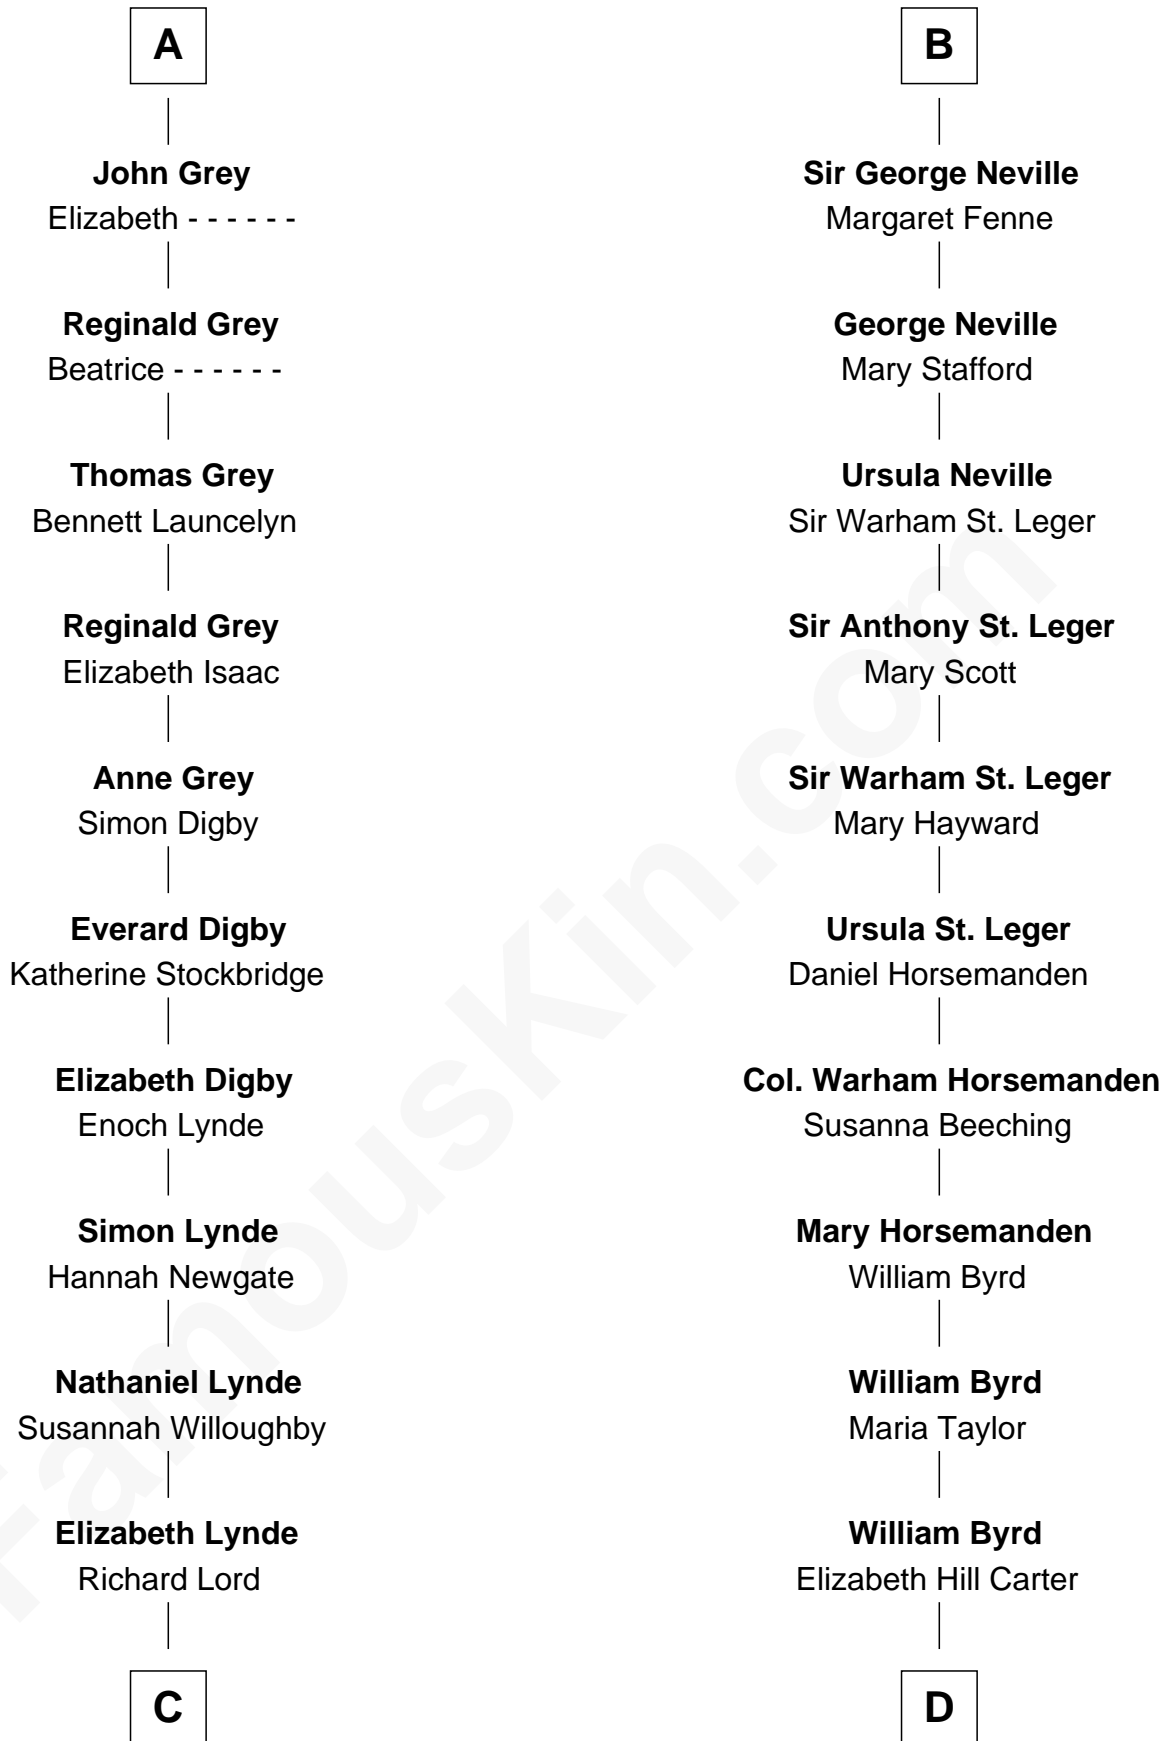 A
John Grey
Elizabeth - - - - - -
Reginald Grey
Beatrice - - - - - -
Thomas Grey
Bennett Launcelyn
Reginald Grey
Elizabeth Isaac
Anne Grey
Simon Digby
Everard Digby
Katherine Stockbridge
Elizabeth Digby
Enoch Lynde
Simon Lynde
Hannah Newgate
Nathaniel Lynde
Susannah Willoughby
Elizabeth Lynde
Richard Lord
C
B
Sir George Neville
Margaret Fenne
George Neville
Mary Stafford
Ursula Neville
Sir Warham St. Leger
Sir Anthony St. Leger
Mary Scott
Sir Warham St. Leger
Mary Hayward
Ursula St. Leger
Daniel Horsemanden
Col. Warham Horsemanden
Susanna Beeching
Mary Horsemanden
William Byrd
William Byrd
Maria Taylor
William Byrd
Elizabeth Hill Carter
D
FamousKin.com